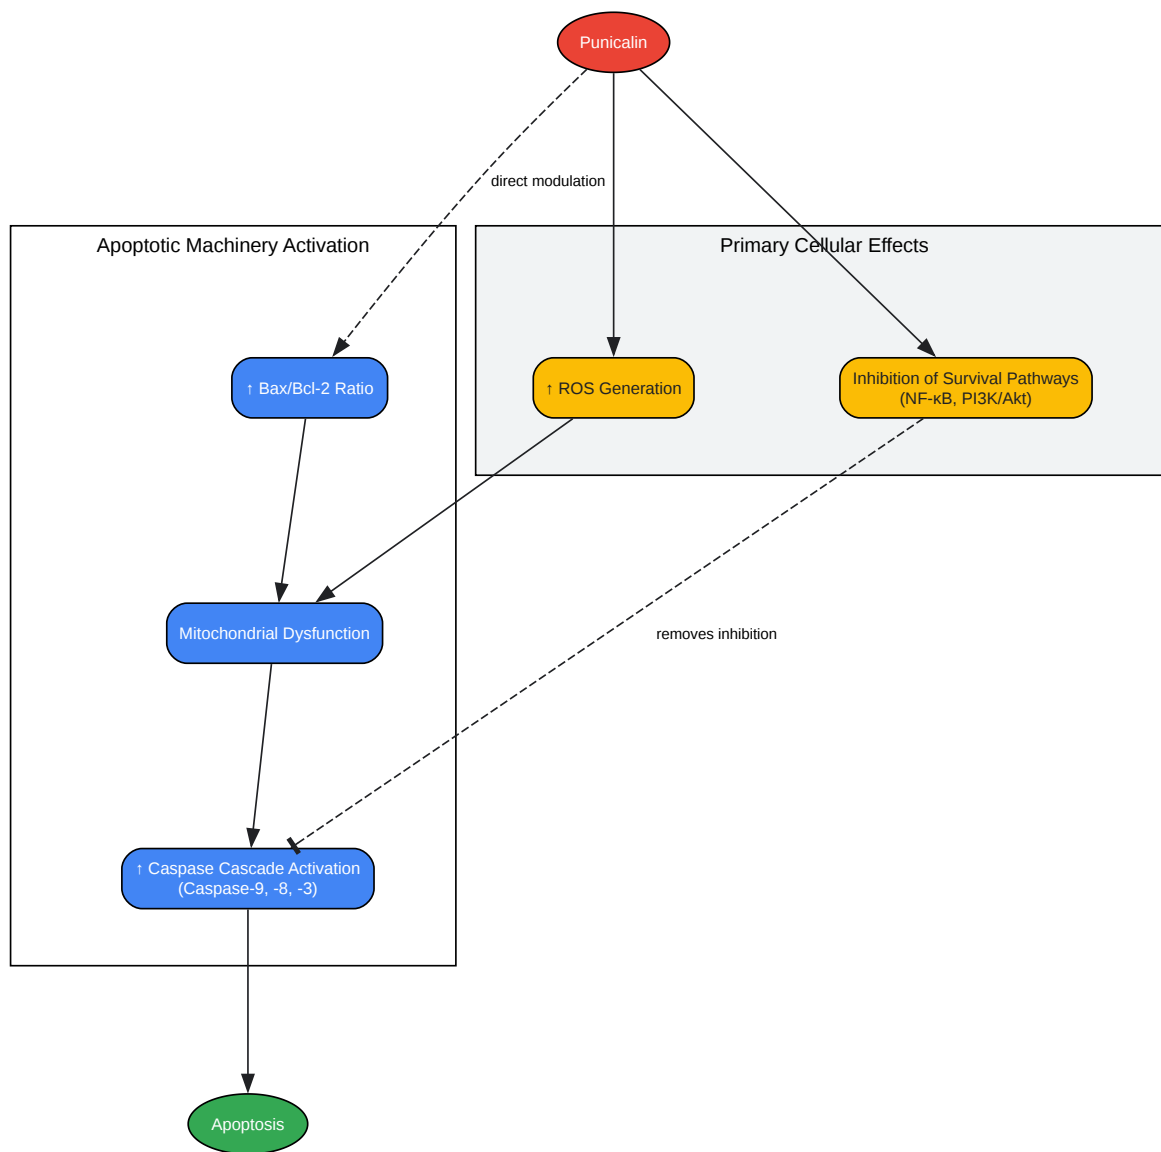 Punicalin
direct modulation
Apoptotic Machinery Activation
Primary Cellular Effects
↑ Bax/Bcl-2 Ratio
↑ ROS Generation
Inhibition of Survival Pathways
(NF-κB, PI3K/Akt)
Mitochondrial Dysfunction
removes inhibition
↑ Caspase Cascade Activation
(Caspase-9, -8, -3)
Apoptosis